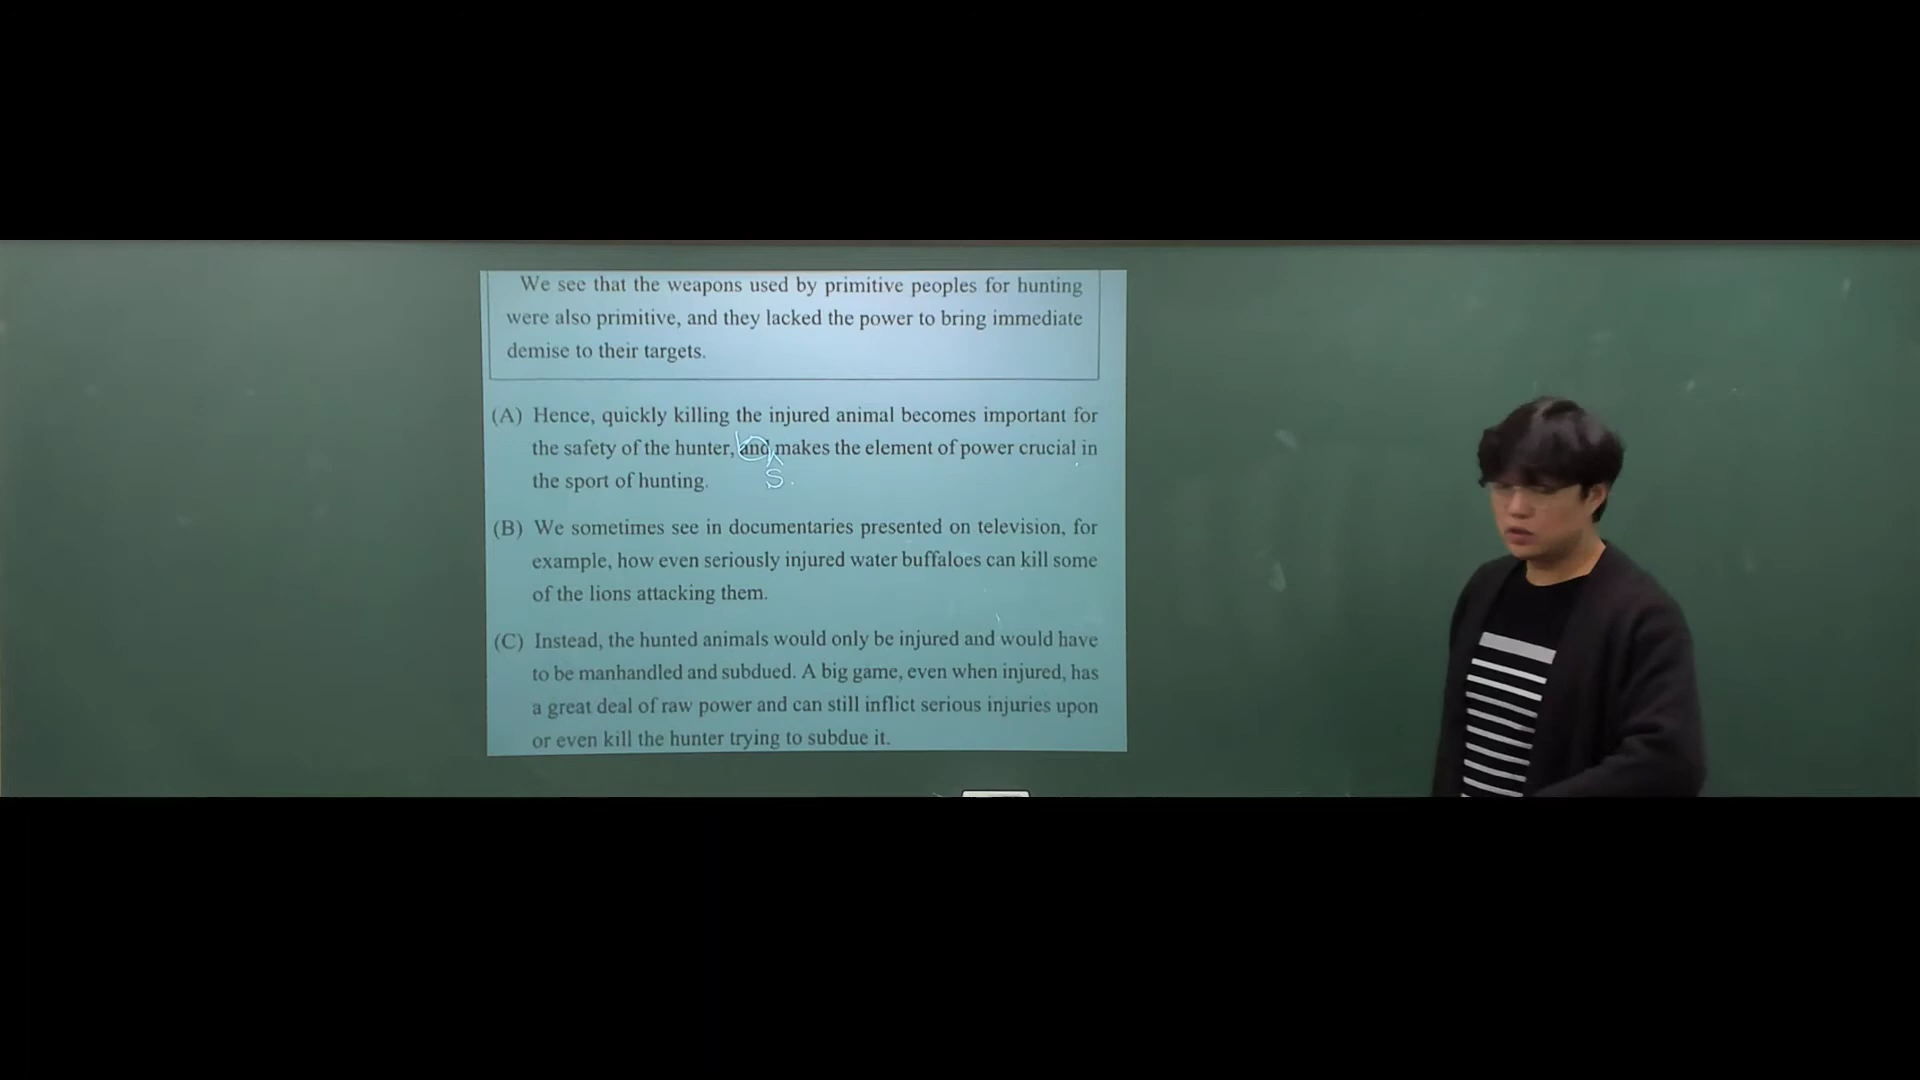 We see that the weapons used by primitive peoples for hunting
were also primitive, and they lacked the power to bring immediate
demise to their targets.
(A) Hence, quickly killing the injured animal becomes important for
the safety of the hunter, and makes the element of power crucial in
the sport of hunting.
S
(B) We sometimes see in documentaries presented on television, for
example, how even seriously injured water buffaloes can kill some
of the lions attacking them.
(C) Instead, the hunted animals would only be injured and would have
to be manhandled and subdued. A big game, even when injured, has
a great deal of raw power and can still inflict serious injuries upon
or even kill the hunter trying to subdue it.